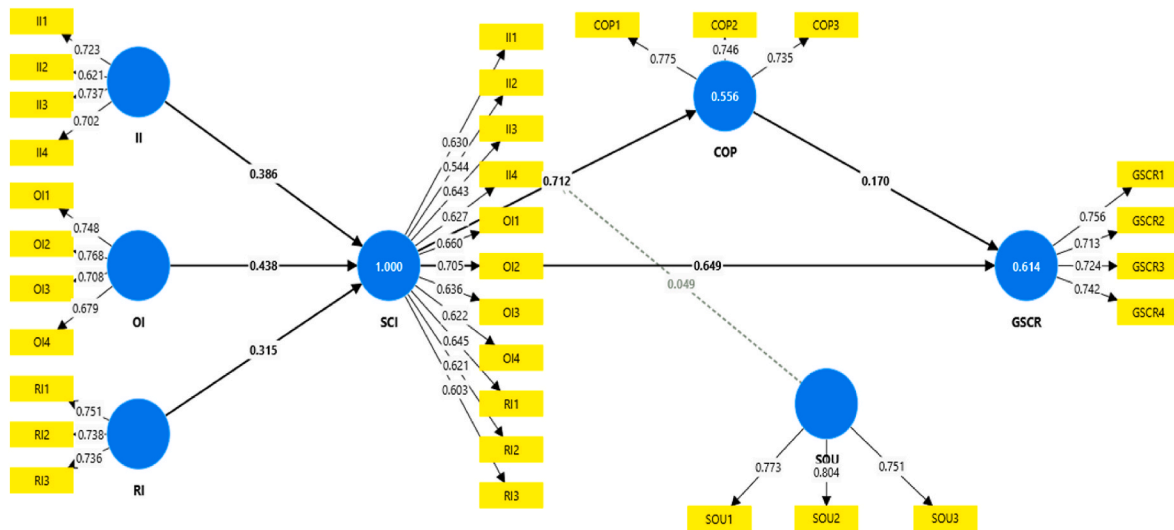 II1
II2
II3
II4
0.723
0.621
0.737
0.702
II
OI1
OI2
OI3
OI4
0.748
0.768
0.708
0.679
OI
RI1
RI2
RI3
0.751
0.738
0.736
RI
0.386
0.438
0.315
1.000
SCI
0.630
0.544
0.643
0.627
0.660
0.705
0.636
0.622
0.645
0.621
0.603
II1
II2
II3
II4
OI1
OI2
OI3
OI4
RI1
RI2
RI3
0.712
0.649
0.049
COP1
COP2
COP3
0.775
0.746
0.735
0.556
COP
0.170
0.614
GSCR
0.756
0.713
0.724
0.742
GSCR1
GSCR2
GSCR3
GSCR4
SOU
0.773
0.804
0.751
SOU1
SOU2
SOU3